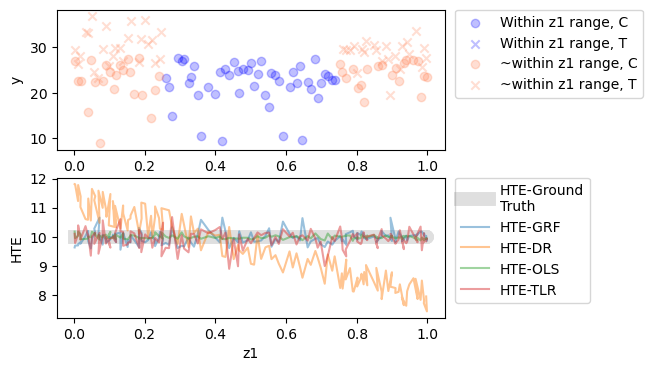 30
20
10
y
0.0 0.2 0.4 0.6 0.8 1.0
Within z1 range, C
Within z1 range, T
~within z1 range, C
~within z1 range, T
12
11
10
9
8
HTE
0.0 0.2 0.4 0.6 0.8 1.0
z1
HTE-Ground
Truth
HTE-GRF
HTE-DR
HTE-OLS
HTE-TLR